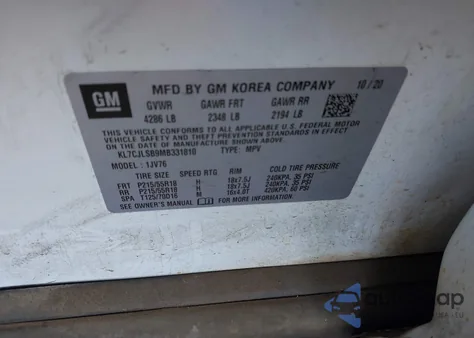 GM
MFD BY GM KOREA COMPANY 10/20
GVWR GAWR FRT GAWR RR
4286 LB 2348 LB 2194 LB
THIS VEHICLE CONFORMS TO ALL APPLICABLE U.S. FEDERAL MOTOR
VEHICLE SAFETY AND THEFT PREVENTION STANDARDS IN EFFECT
ON THE DATE OF MANUFACTURE SHOWN ABOVE.
KL7CJLSB9MB331810 TYPE: MPV
MODEL: 1JV76
TIRE SIZE SPEED RTG RIM COLD TIRE PRESSURE
FRT P215/55R18 H 18x7.5J 240KPA, 35 PSI
RR P215/55R18 H 18x7.5J 240KPA, 35 PSI
SPA T125/70D16 M 16x4.0T 420KPA, 60 PSI
SEE OWNER'S MANUAL